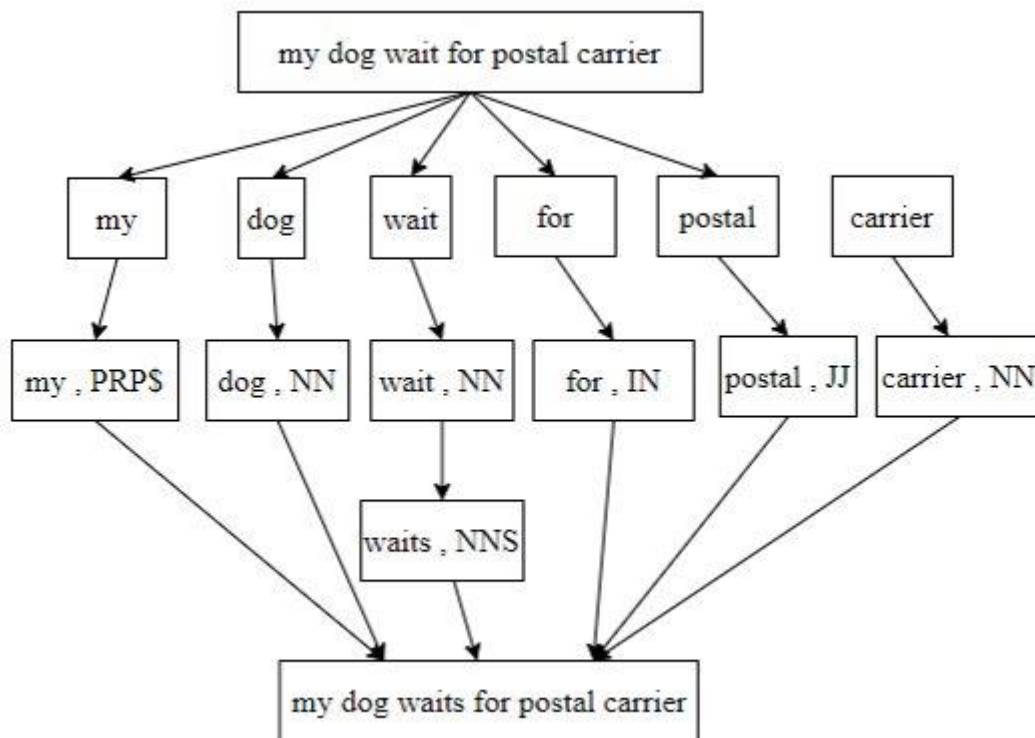 my dog wait for postal carrier
my
dog
wait
for
postal
carrier
my , PRP$
dog , NN
wait , NN
for , IN
postal , JJ
carrier , NN
waits , NNS
my dog waits for postal carrier